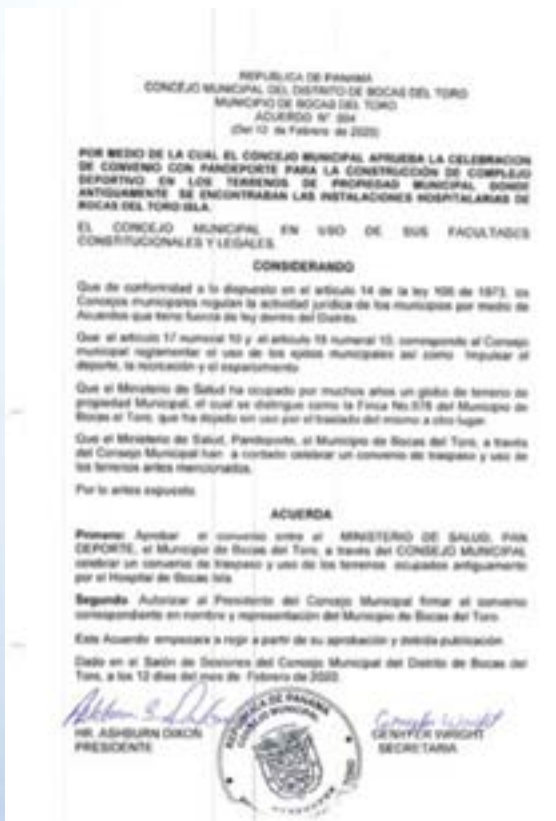 REPUBLICA DE PANAMA
CONCEJO MUNICIPAL DEL DISTRITO DE BOCAS DEL TORO
MUNICIPIO DE BOCAS DEL TORO
ACUERDO N° 004
(Del 12 de Febrero de 2020)
POR MEDIO DE LA CUAL EL CONCEJO MUNICIPAL APRUEBA LA CELEBRACION
DE CONVENIO CON PANDEPORTE PARA LA CONSTRUCCIÓN DE COMPLEJO
DEPORTIVO EN LOS TERRENOS DE PROPIEDAD MUNICIPAL DONDE
ANTIGUAMENTE SE ENCONTRABAN LAS INSTALACIONES HOSPITALARIAS DE
BOCAS DEL TORO ISLA.
EL CONCEJO MUNICIPAL EN USO DE SUS FACULTADES
CONSTITUCIONALES Y LEGALES.
CONSIDERANDO
Que de conformidad a lo dispuesto en el artículo 14 de la ley 106 de 1973, los
Concejos municipales regulan la actividad jurídica de los municipios por medio de
Acuerdos que tiene fuerza de ley dentro del Distrito.
Que el artículo 17 numeral 10 y el artículo 18 numeral 10, corresponde al Consejo
municipal reglamentar el uso de los ejidos municipales así como Impulsar el
deporte, la recreación y el esparcimiento
Que el Ministerio de Salud ha ocupado por muchos años un globo de terreno de
propiedad Municipal, el cual se distingue como la Finca No.576 del Municipio de
Bocas el Toro, que ha dejado sin uso por el traslado del mismo a otro lugar.
Que el Ministerio de Salud, Pandeporte, el Municipio de Bocas del Toro, a través
del Consejo Municipal han a cordado celebrar un convenio de traspaso y uso de
los terrenos antes mencionados.
Por lo antes expuesto.
ACUERDA
Primero: Aprobar el convenio entre el MINISTERIO DE SALUD, PAN
DEPORTE, el Municipio de Bocas del Toro, a través del CONSEJO MUNICIPAL
celebrar un convenio de traspaso y uso de los terrenos ocupados antiguamente
por el Hospital de Bocas Isla.
Segundo: Autorizar al Presidente del Concejo Municipal firmar el convenio
correspondiente en nombre y representación del Municipio de Bocas del Toro.
Este Acuerdo empezara a regir a partir de su aprobación y debida publicación.
Dado en el Salón de Sesiones del Concejo Municipal del Distrito de Bocas del
Toro, a los 12 días del mes de Febrero de 2020.
REPUBLICA DE PANAMA
CONCEJO MUNICIPAL
Genyfer Wright
HR. ASHBURN DIXON
GENYFER WRIGHT
PRESIDENTE
SECRETARIA